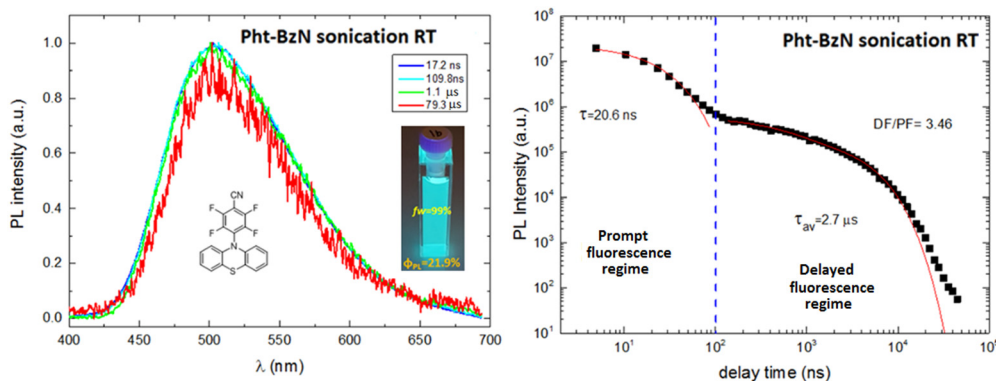 Pht-BzN sonication RT
17.2 ns
109.8ns
1.1 μs
79.3 μs
1.0
0.8
0.6
0.4
0.2
0.0
PL intensity (a.u.)
CN
F
F
F
F
N
S
fw=99%
ΦPL=21.9%
400
450
500
550
600
650
700
λ (nm)
Pht-BzN sonication RT
10^8
10^7
10^6
10^5
10^4
10^3
10^2
10^1
PL Intensity (a.u.)
τ=20.6 ns
DF/PF= 3.46
τav=2.7 μs
Prompt
fluorescence
regime
Delayed
fluorescence
regime
10^1
10^2
10^3
10^4
10^5
delay time (ns)